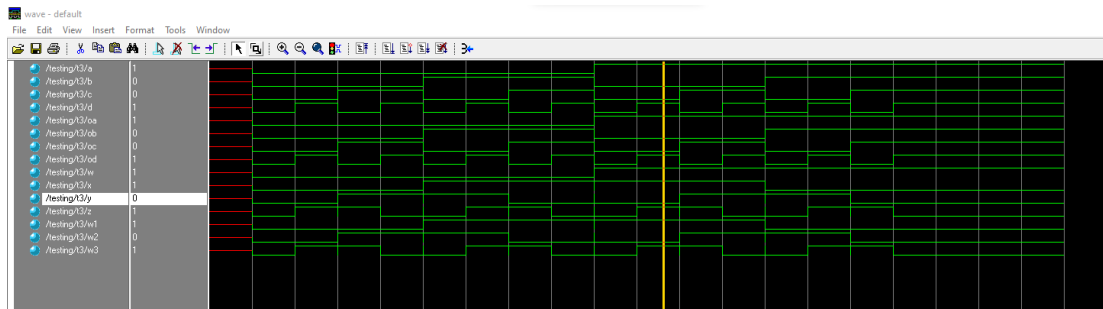 wave - default
File Edit View Insert Format Tools Window
/testing/t3/a 1
/testing/t3/b 0
/testing/t3/c 0
/testing/t3/d 1
/testing/t3/oa 1
/testing/t3/ob 0
/testing/t3/oc 0
/testing/t3/od 1
/testing/t3/w 1
/testing/t3/x 1
/testing/t3/y 0
/testing/t3/z 1
/testing/t3/w1 1
/testing/t3/w2 0
/testing/t3/w3 1